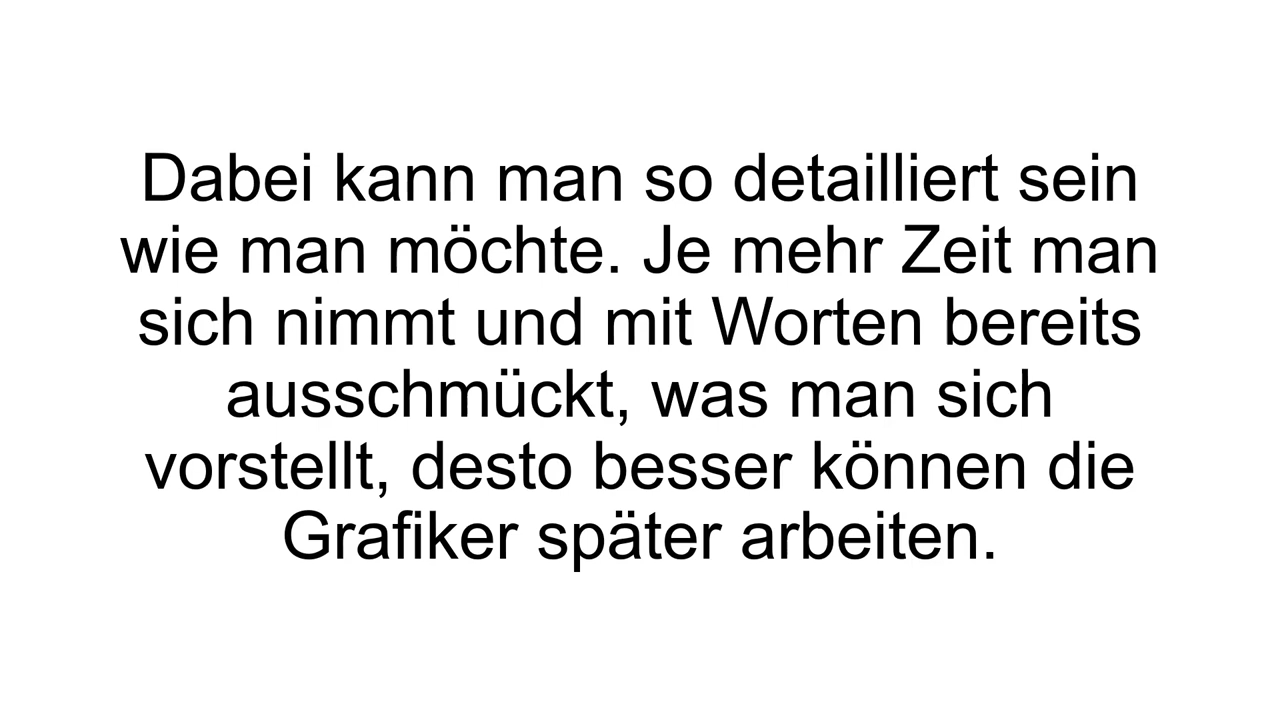 Dabei kann man so detailliert sein
wie man möchte. Je mehr Zeit man
sich nimmt und mit Worten bereits
ausschmückt, was man sich
vorstellt, desto besser können die
Grafiker später arbeiten.